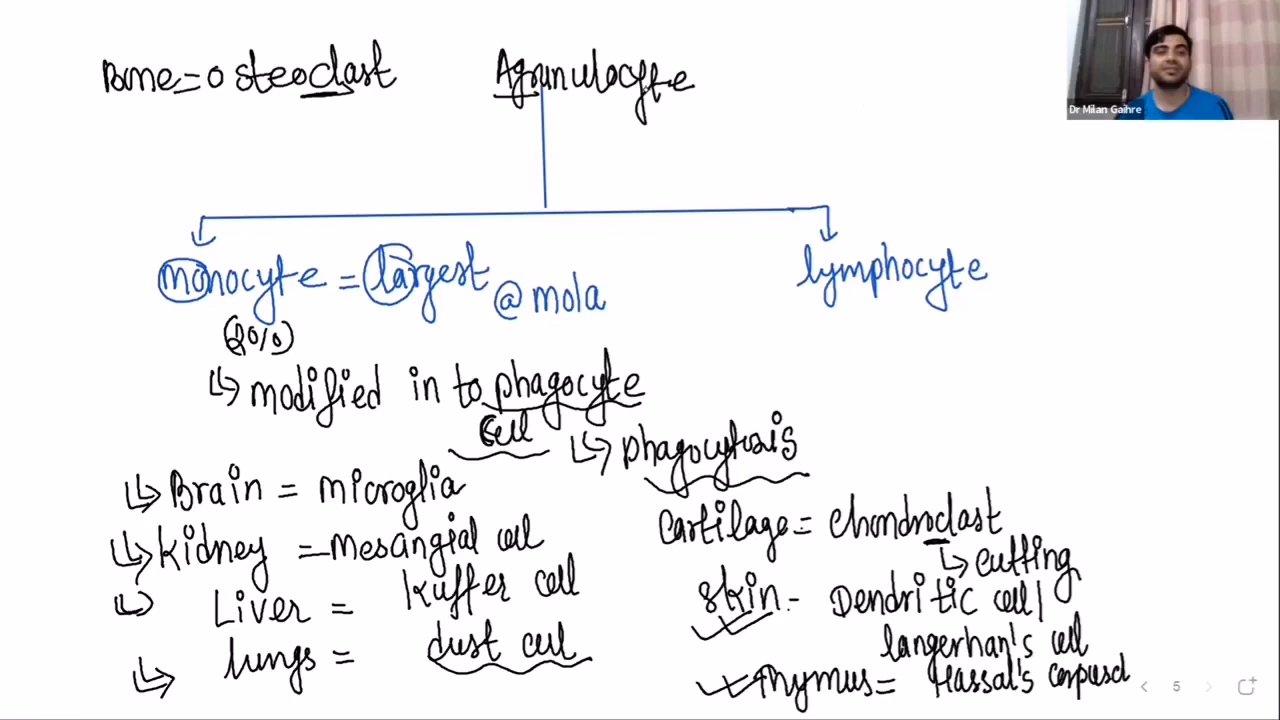 Bone = osteoclast
Agranulocyte
Dr Milan Gaihre
monocyte = largest @ mola
lymphocyte
↳ modified in to phagocyte cell
↳ phagocytosis
↳ Brain = microglia
↳ kidney = mesangial cell
↳ Liver = kuffer cell
↳ lungs = dust cell
Cartilage = chondroclast
↳ cutting
skin - Dendritic cell/
langerhan's cell
Thymus = Hassal's corpuscl
5